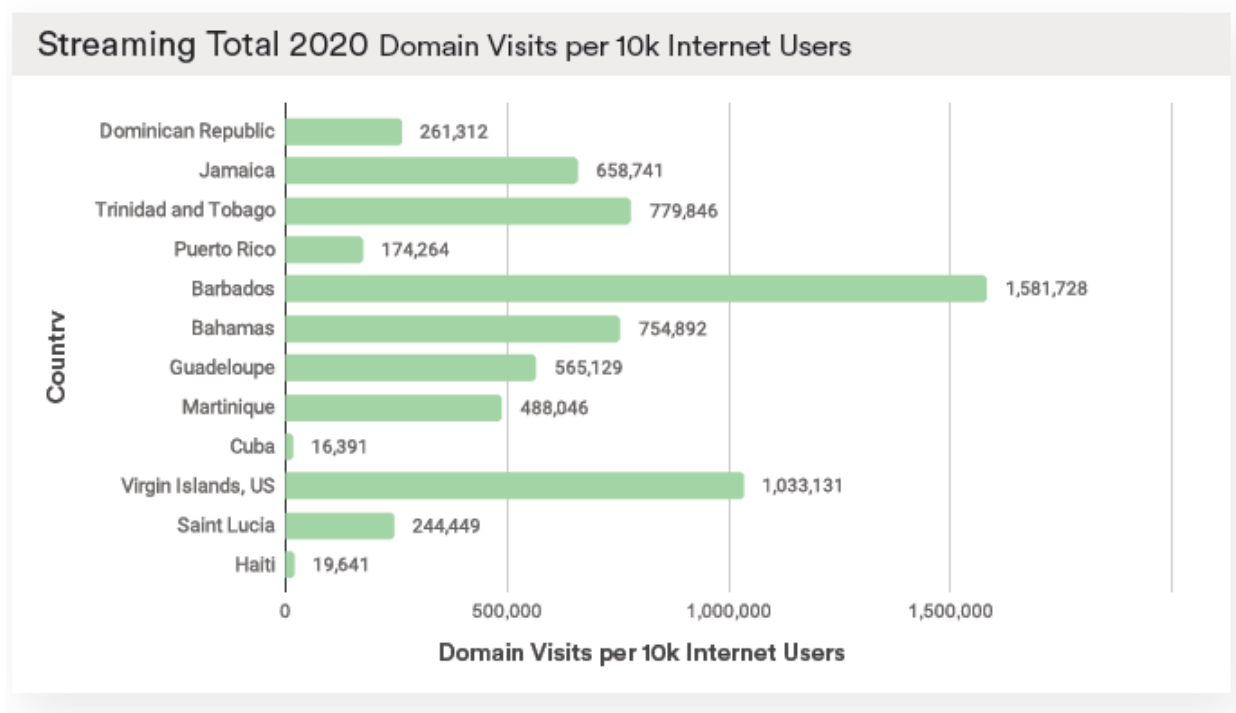 Streaming Total 2020 Domain Visits per 10k Internet Users
Dominican Republic 261,312
Jamaica 658,741
Trinidad and Tobago 779,846
Puerto Rico 174,264
Barbados 1,581,728
Bahamas 754,892
Guadeloupe 565,129
Martinique 488,046
Cuba 16,391
Virgin Islands, US 1,033,131
Saint Lucia 244,449
Haiti 19,641
Country
0 500,000 1,000,000 1,500,000
Domain Visits per 10k Internet Users